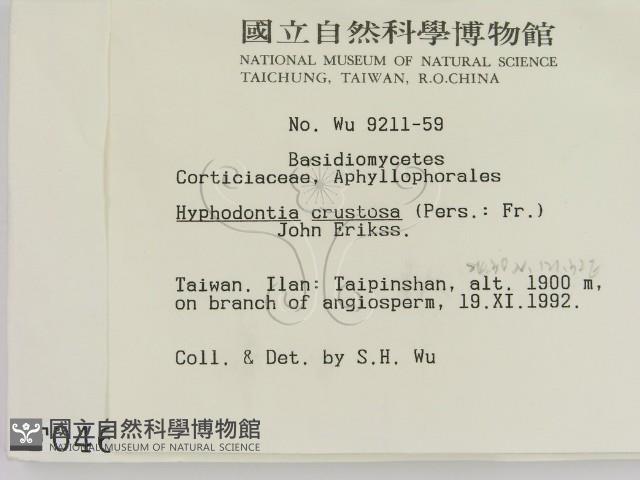 國立自然科學博物館
NATIONAL MUSEUM OF NATURAL SCIENCE
TAICHUNG, TAIWAN, R.O.CHINA
No. Wu 9211-59
Basidiomycetes
Corticiaceae, Aphyllophorales
Hyphodontia crustosa (Pers.: Fr.)
John Erikss.
Taiwan. Ilan: Taipinshan, alt. 1900 m,
on branch of angiosperm, 19.XI.1992.
Coll. & Det. by S.H. Wu
國立自然科學博物館
NATIONAL MUSEUM OF NATURAL SCIENCE